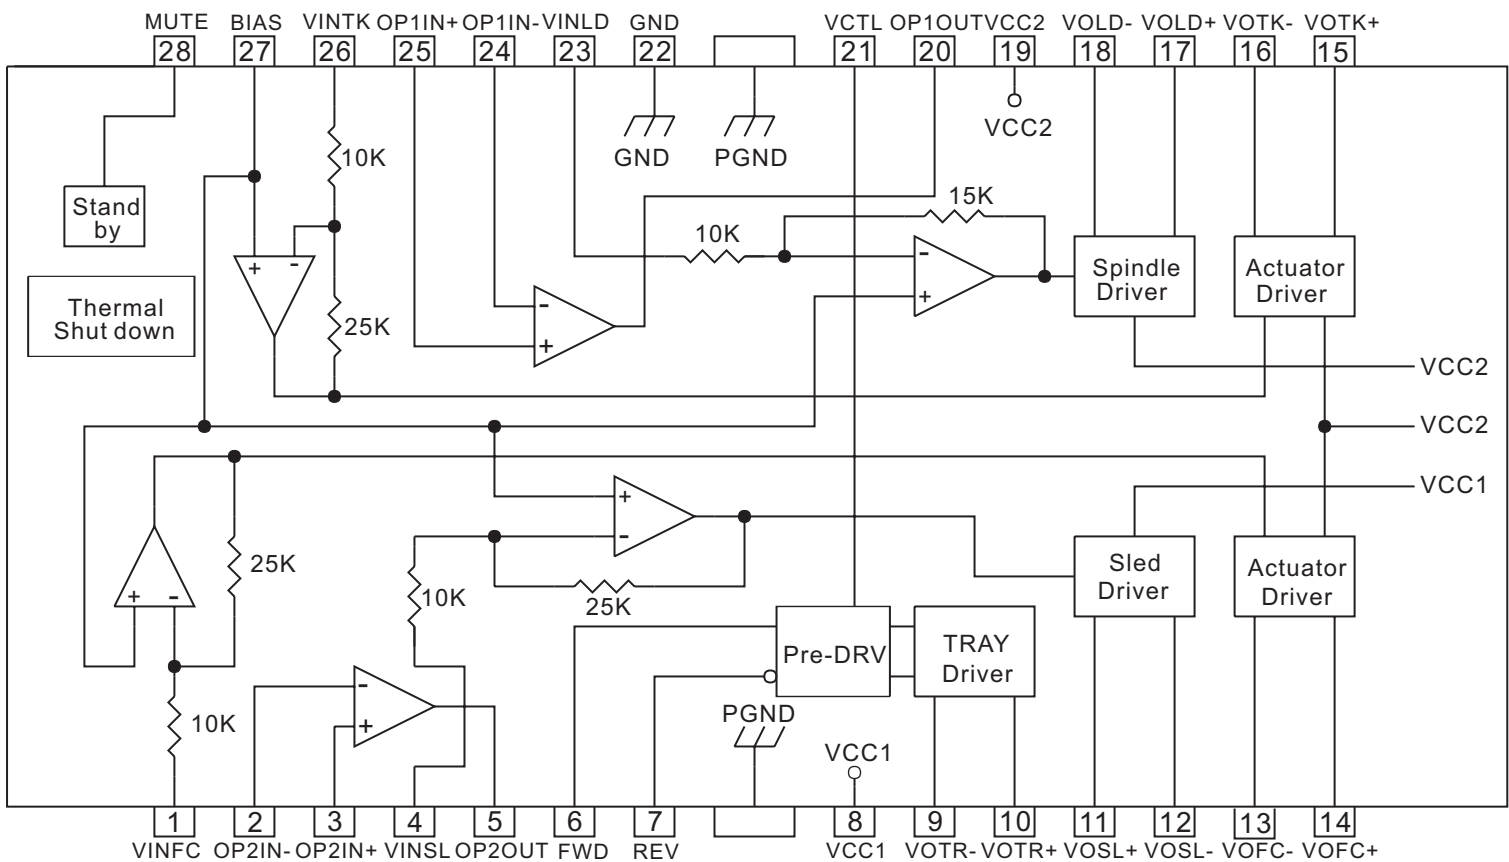 MUTE BIAS VINTK OP1IN+ OP1IN- VINLD GND VCTL OP1OUT VCC2 VOLD- VOLD+ VOTK- VOTK+
28 27 26 25 24 23 22 21 20 19 18 17 16 15
VCC2
GND PGND
10K
Stand
by
15K
10K
+ -
-
+
Spindle
Driver
Actuator
Driver
Thermal
Shut down
25K
-
+
VCC2
VCC2
VCC1
+
-
25K
10K
25K
+ -
Sled
Driver
Actuator
Driver
Pre-DRV
TRAY
Driver
-
+
10K
PGND
VCC1
1 2 3 4 5 6 7 8 9 10 11 12 13 14
VINFC OP2IN- OP2IN+ VINSL OP2OUT FWD REV VCC1 VOTR- VOTR+ VOSL+ VOSL- VOFC- VOFC+